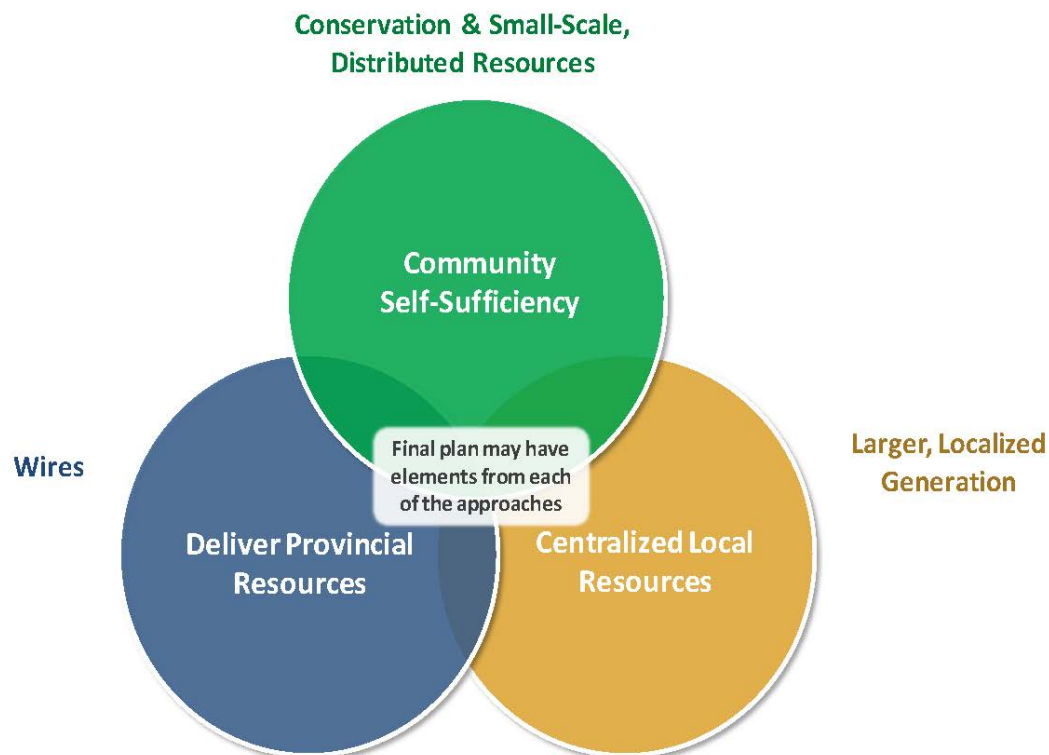 Conservation & Small-Scale,
Distributed Resources
Community
Self-Sufficiency
Wires
Final plan may have
elements from each
of the approaches
Larger, Localized
Generation
Deliver Provincial
Resources
Centralized Local
Resources